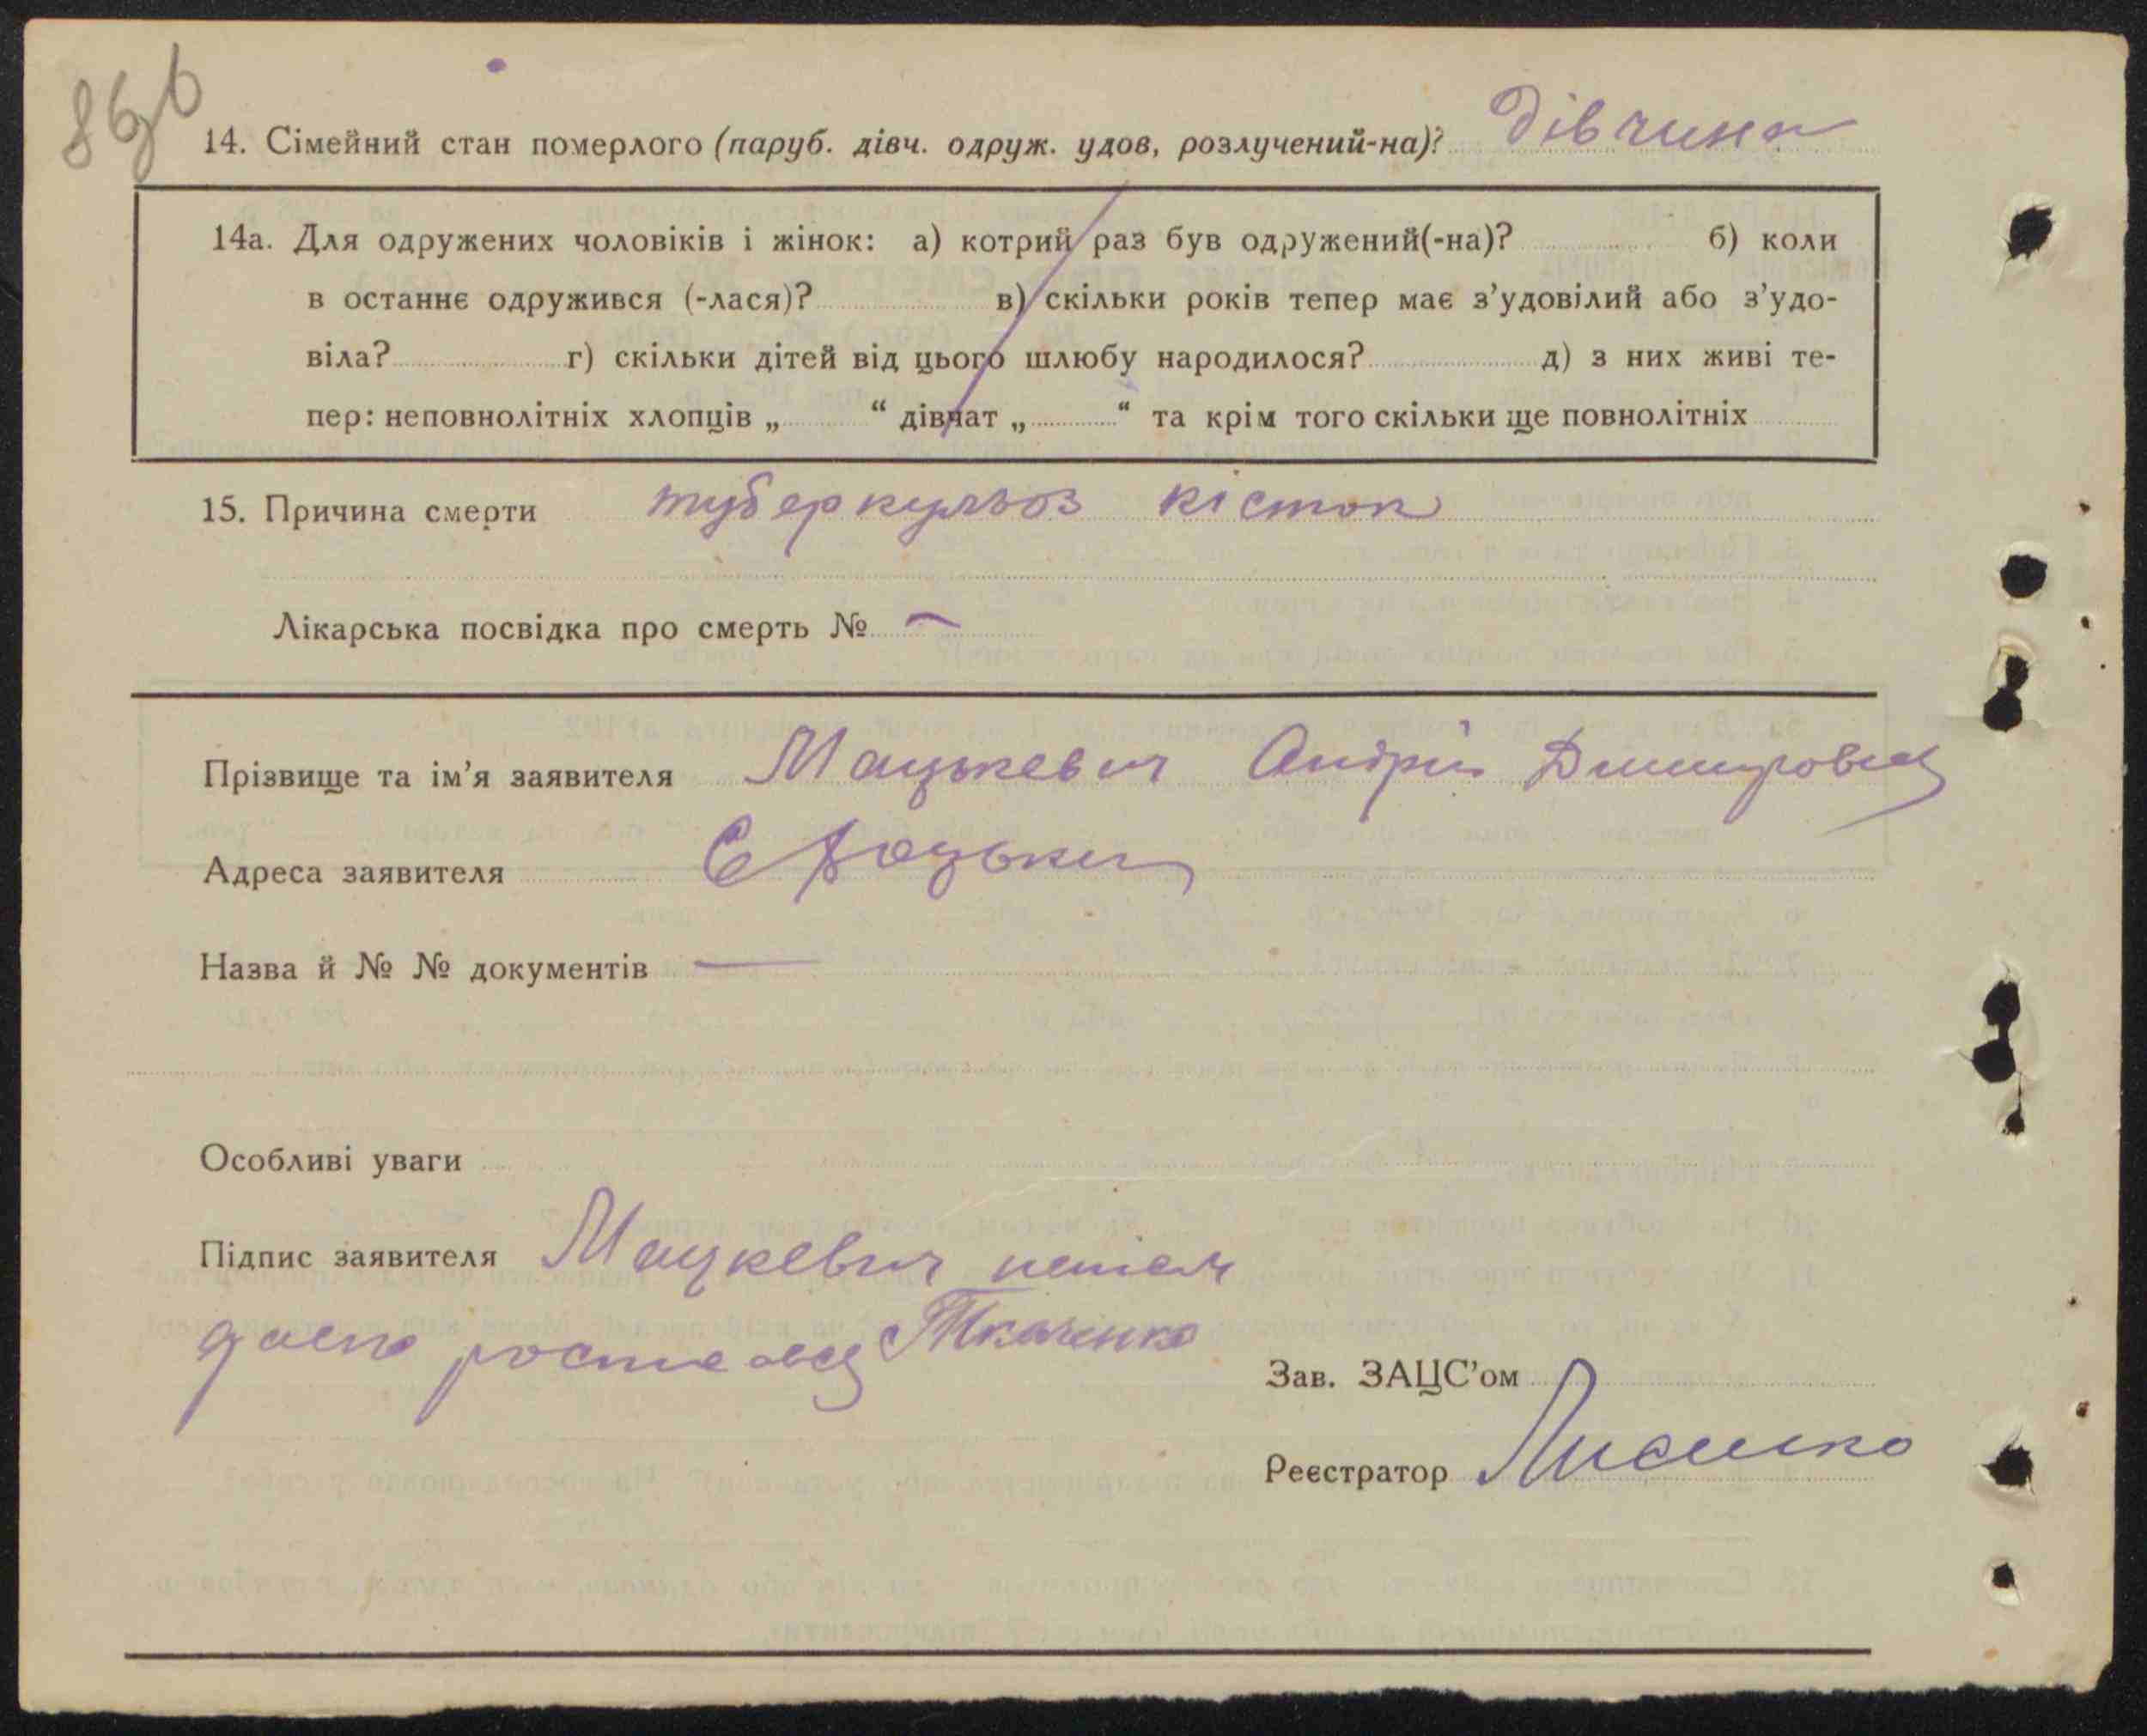 14. Сімейний стан померлого (паруб. дівч. одруж. удов, розлучений-на)? Дівчина
14а. Для одружених чоловіків і жінок: а) котрий раз був одружений(-на)? б) коли
в останнє одружився (-лася)? в) скільки років тепер має з’удовілий або з’удо-
віла? г) скільки дітей від цього шлюбу народилося? д) з них живі те-
пер: неповнолітніх хлопців „ “ дівчат „ “ та крім того скільки ще повнолітніх
15. Причина смерти туберкульоз кісток
Лікарська посвідка про смерть № —
Прізвище та ім’я заявителя Мацькевич Андрій Дмитрович
Адреса заявителя
Назва й № № документів —
Особливі уваги
Підпис заявителя Мацкевич
Ткаченко
Зав. ЗАЦС’ом
Реєстратор Лисенко